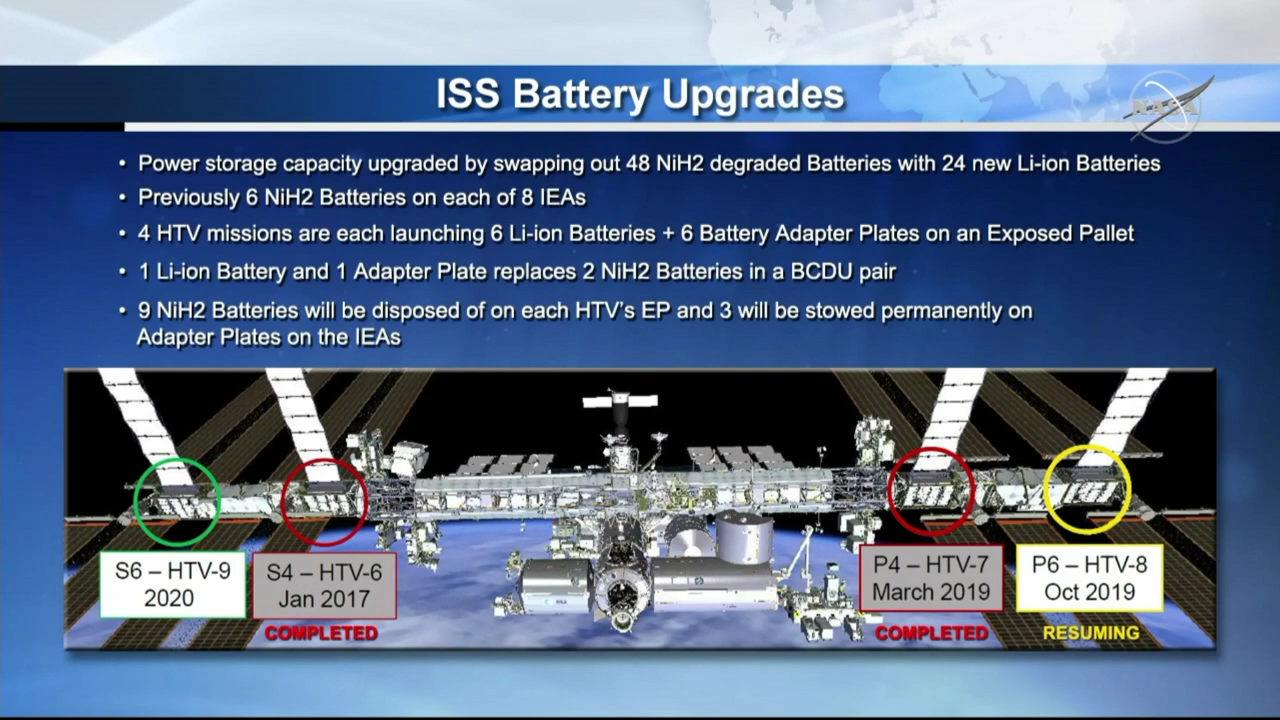 ISS Battery Upgrades
NASA
• Power storage capacity upgraded by swapping out 48 NiH2 degraded Batteries with 24 new Li-ion Batteries
• Previously 6 NiH2 Batteries on each of 8 IEAs
• 4 HTV missions are each launching 6 Li-ion Batteries + 6 Battery Adapter Plates on an Exposed Pallet
• 1 Li-ion Battery and 1 Adapter Plate replaces 2 NiH2 Batteries in a BCDU pair
• 9 NiH2 Batteries will be disposed of on each HTV's EP and 3 will be stowed permanently on
Adapter Plates on the IEAs
S6 – HTV-9
2020
S4 – HTV-6
Jan 2017
COMPLETED
P4 – HTV-7
March 2019
COMPLETED
P6 – HTV-8
Oct 2019
RESUMING